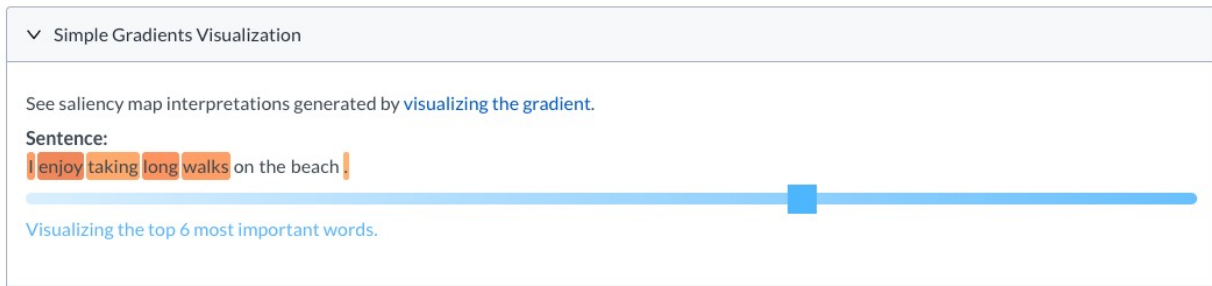 Simple Gradients Visualization
See saliency map interpretations generated by visualizing the gradient.
Sentence:
I enjoy taking long walks on the beach .
Visualizing the top 6 most important words.